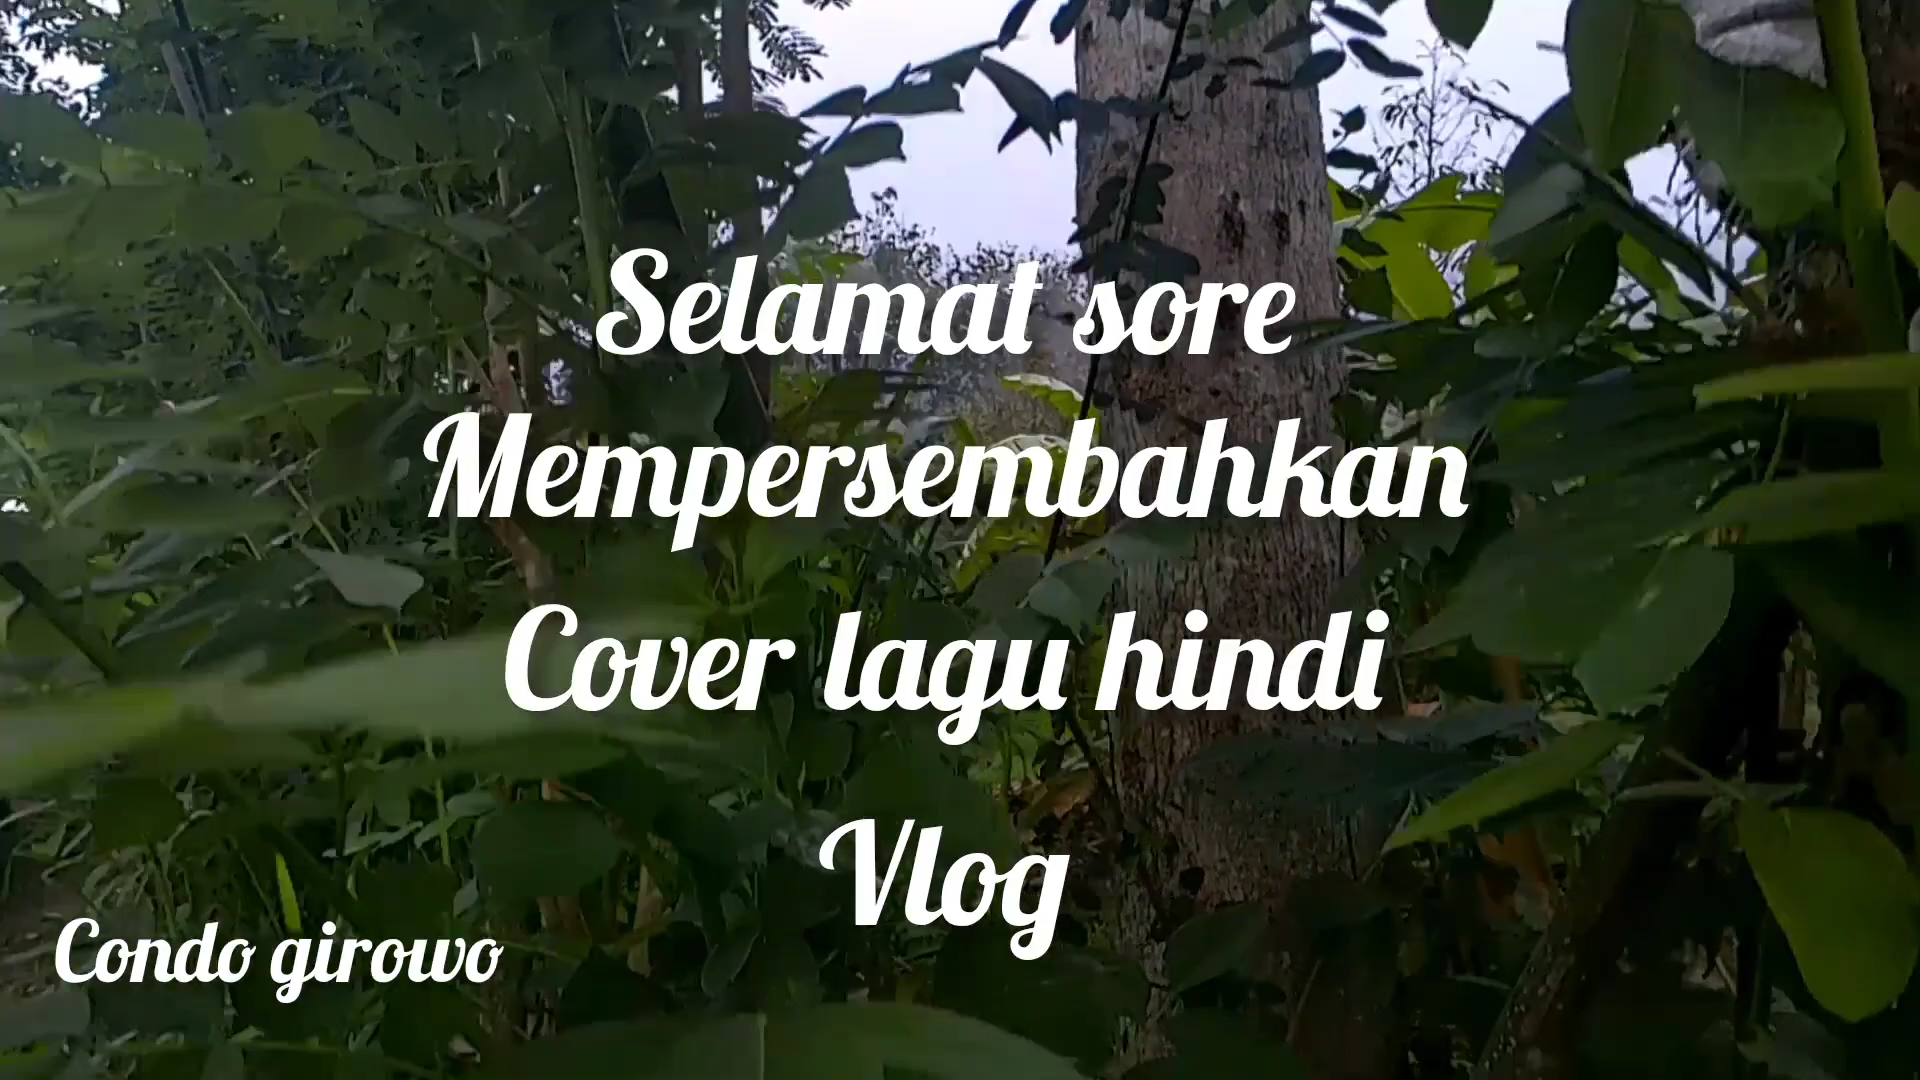 Selamat sore
Mempersembahkan
Cover lagu hindi
Vlog
Condo girowo